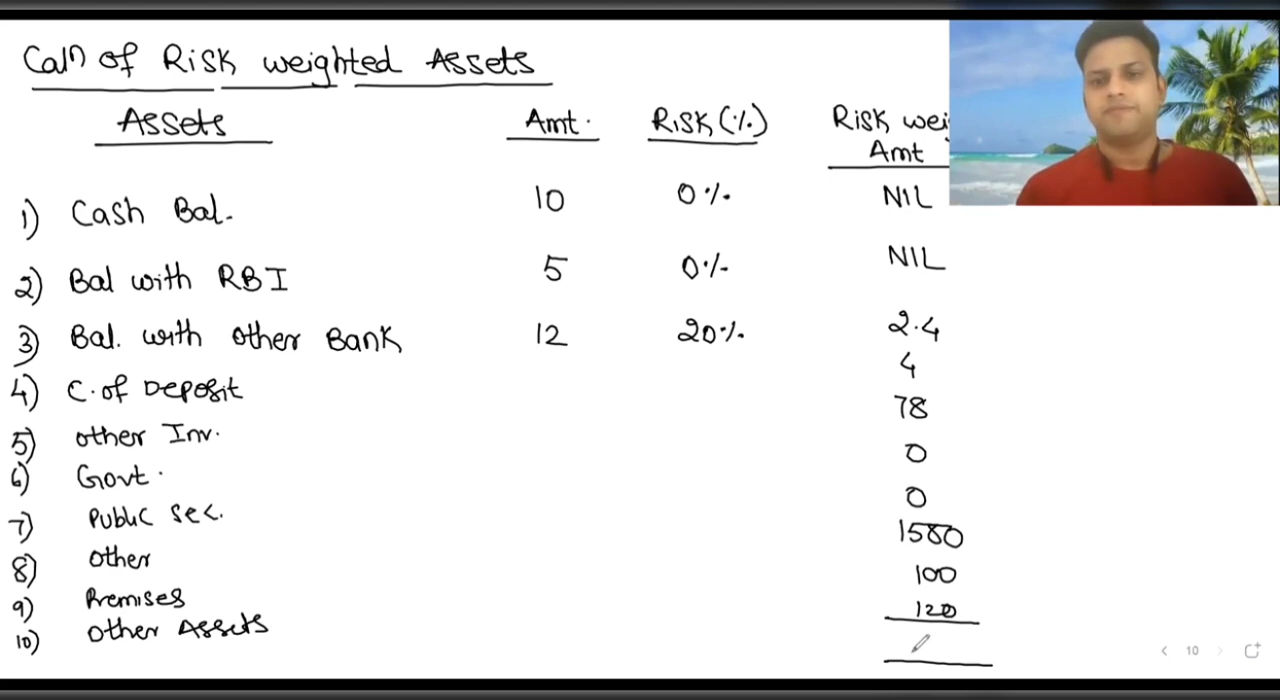 Calⁿ of Risk weighted Assets
Assets Amt. Risk (%) Risk wei
Amt
1) Cash Bal. 10 0% NIL
2) Bal with RBI 5 0% NIL
3) Bal. with other Bank 12 20% 2.4
4) C. of Deposit 4
5) other Inv. 78
6) Govt. 0
7) Public Sec. 0
8) other 1580
9) Premises 100
10) other Assets 120
< 10 >